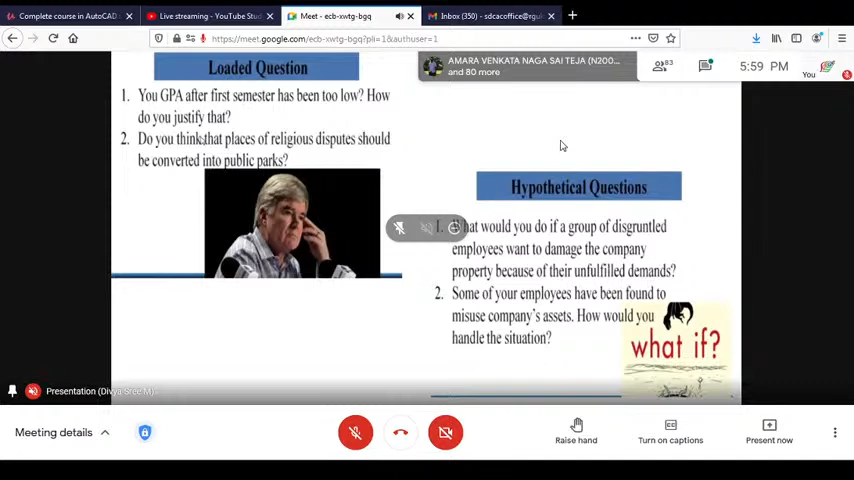 Complete course in AutoCAD
Live streaming - YouTube Stud
Meet - ecb-xwtg-bgq
Inbox (350) - sdcacoffice@rguk
https://meet.google.com/ecb-xwtg-bgq?pli=1&authuser=1
AMARA VENKATA NAGA SAI TEJA (N200...
and 80 more
83
5:59 PM
You
Loaded Question
1. You GPA after first semester has been too low? How
do you justify that?
2. Do you think that places of religious disputes should
be converted into public parks?
Hypothetical Questions
1. What would you do if a group of disgruntled
employees want to damage the company
property because of their unfulfilled demands?
2. Some of your employees have been found to
misuse company's assets. How would you
handle the situation?
what if?
Presentation (Divya Sree M)
Meeting details
Raise hand
Turn on captions
Present now